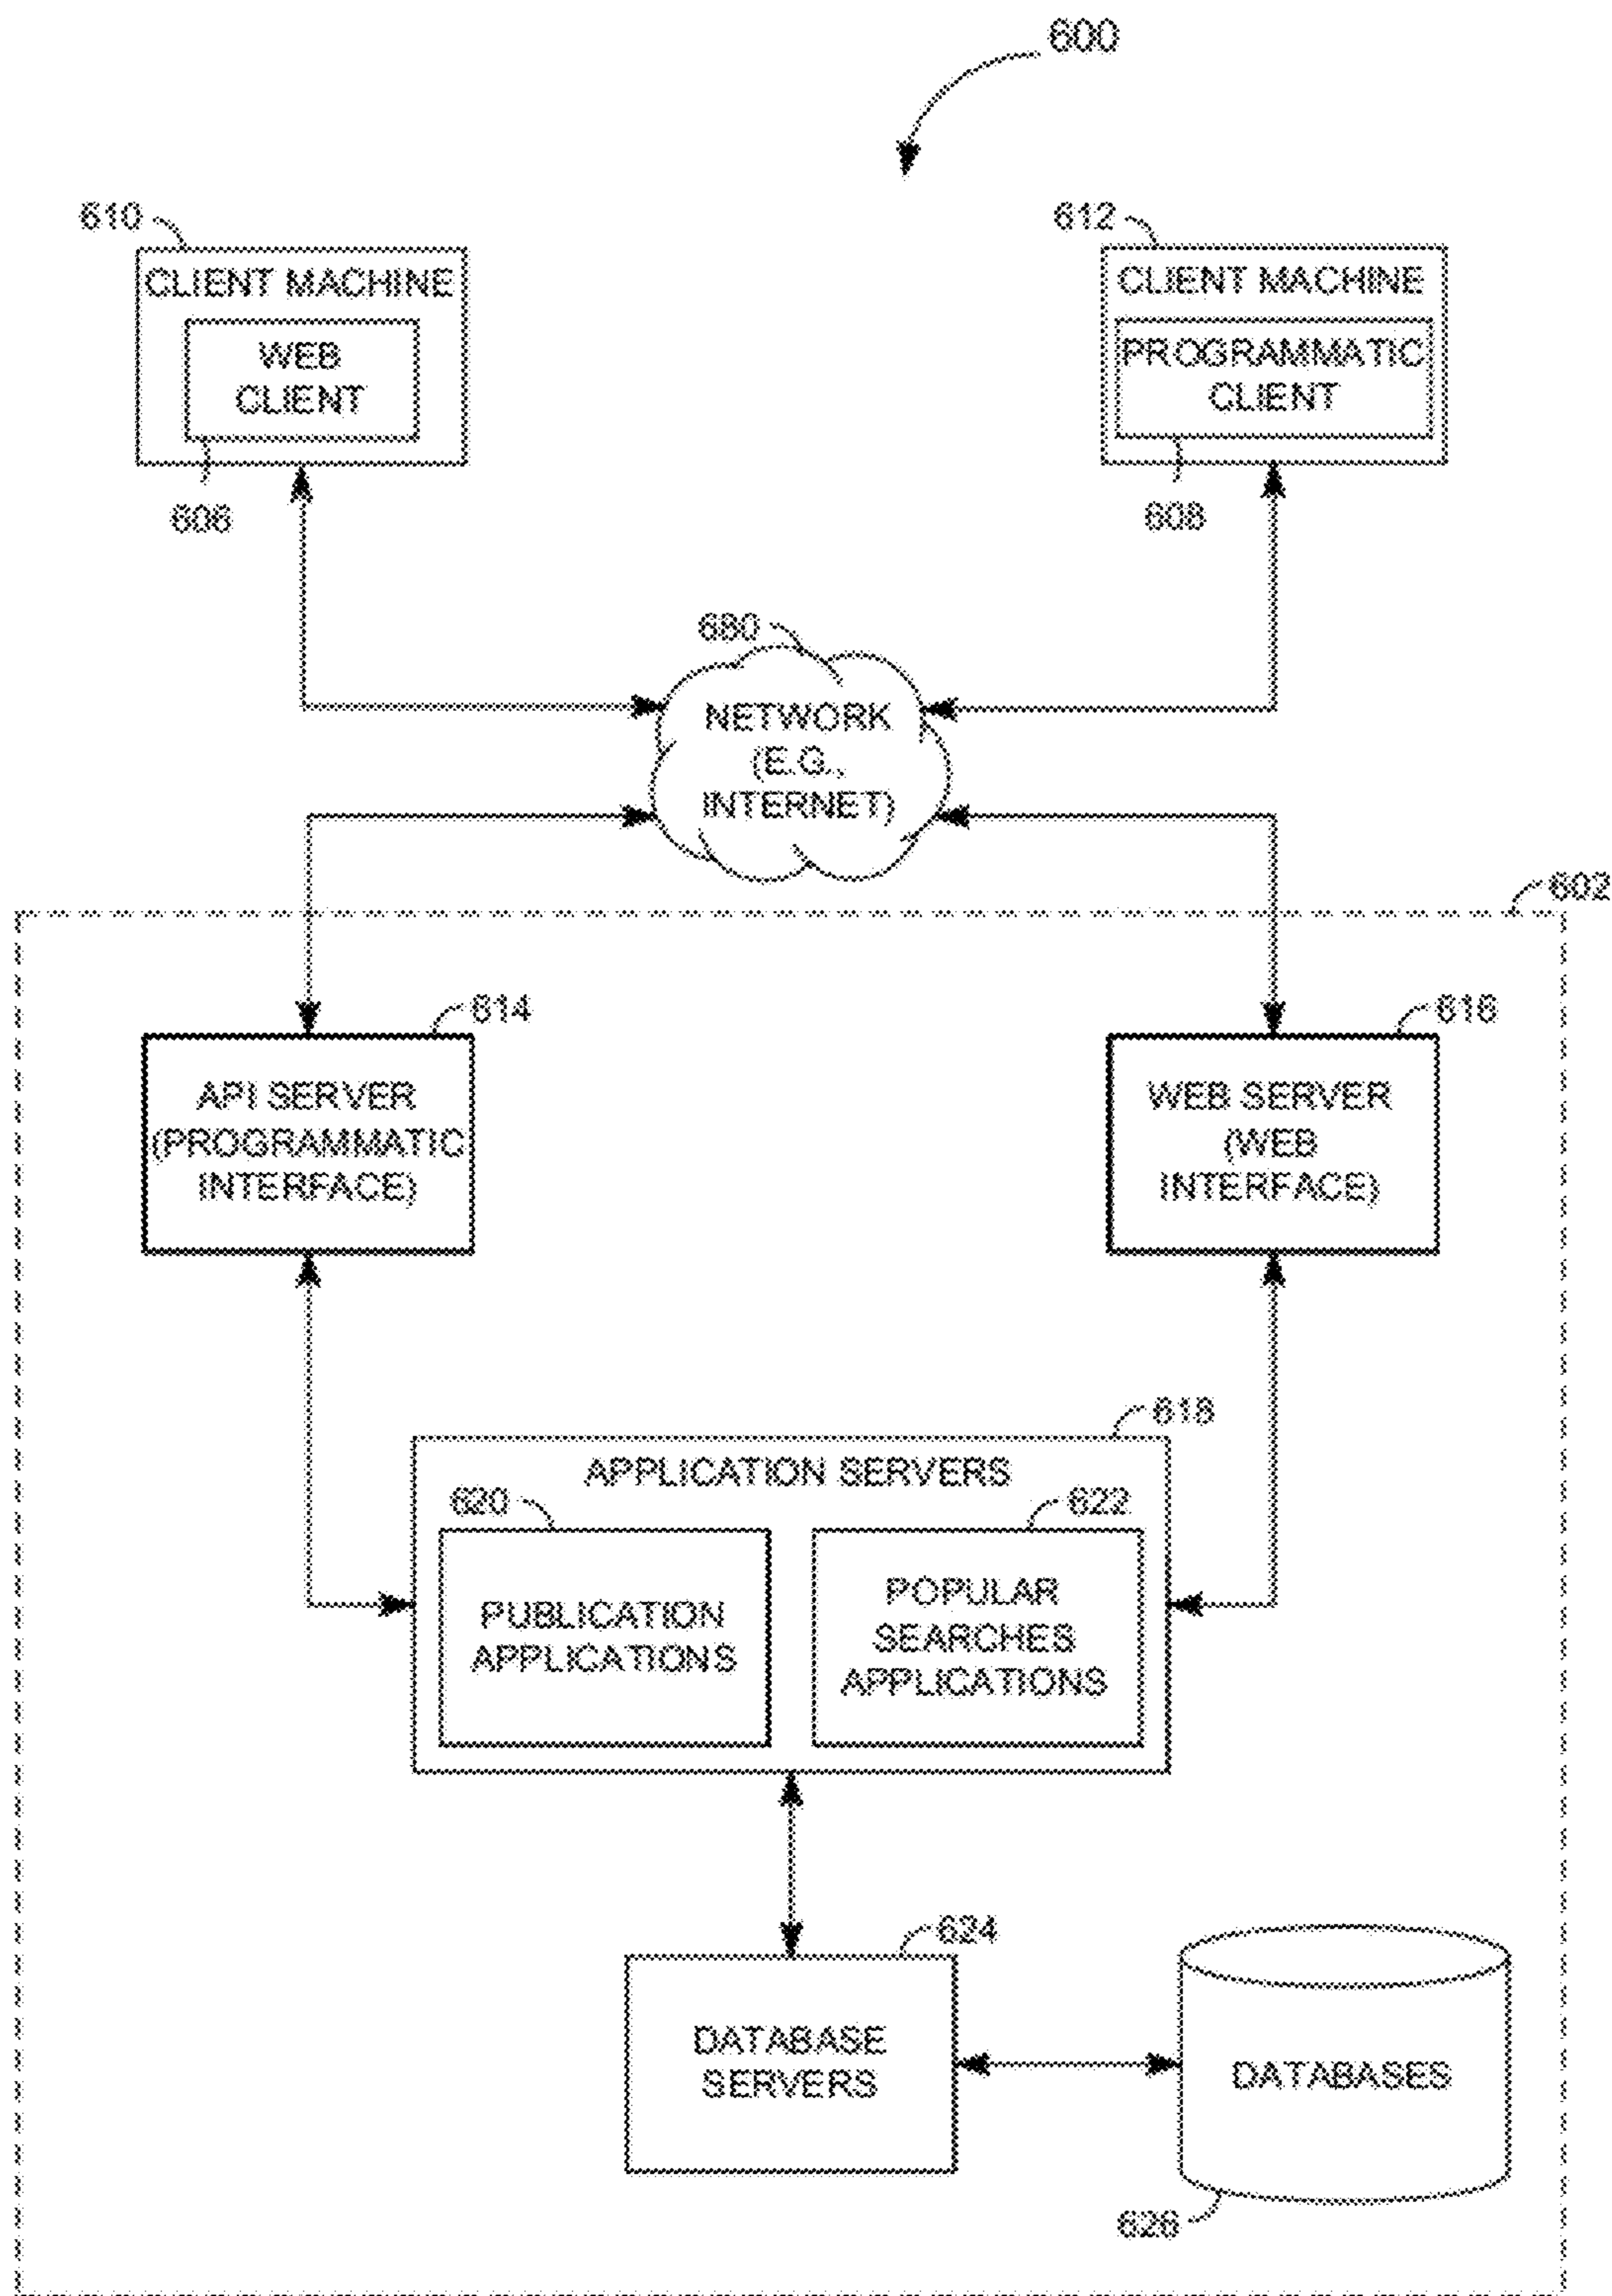 600
610
CLIENT MACHINE
WEB
CLIENT
606
612
CLIENT MACHINE
PROGRAMMATIC
CLIENT
608
680
NETWORK
(E.G.,
INTERNET)
602
614
API SERVER
(PROGRAMMATIC
INTERFACE)
616
WEB SERVER
(WEB
INTERFACE)
618
APPLICATION SERVERS
620
PUBLICATION
APPLICATIONS
622
POPULAR
SEARCHES
APPLICATIONS
624
DATABASE
SERVERS
DATABASES
626